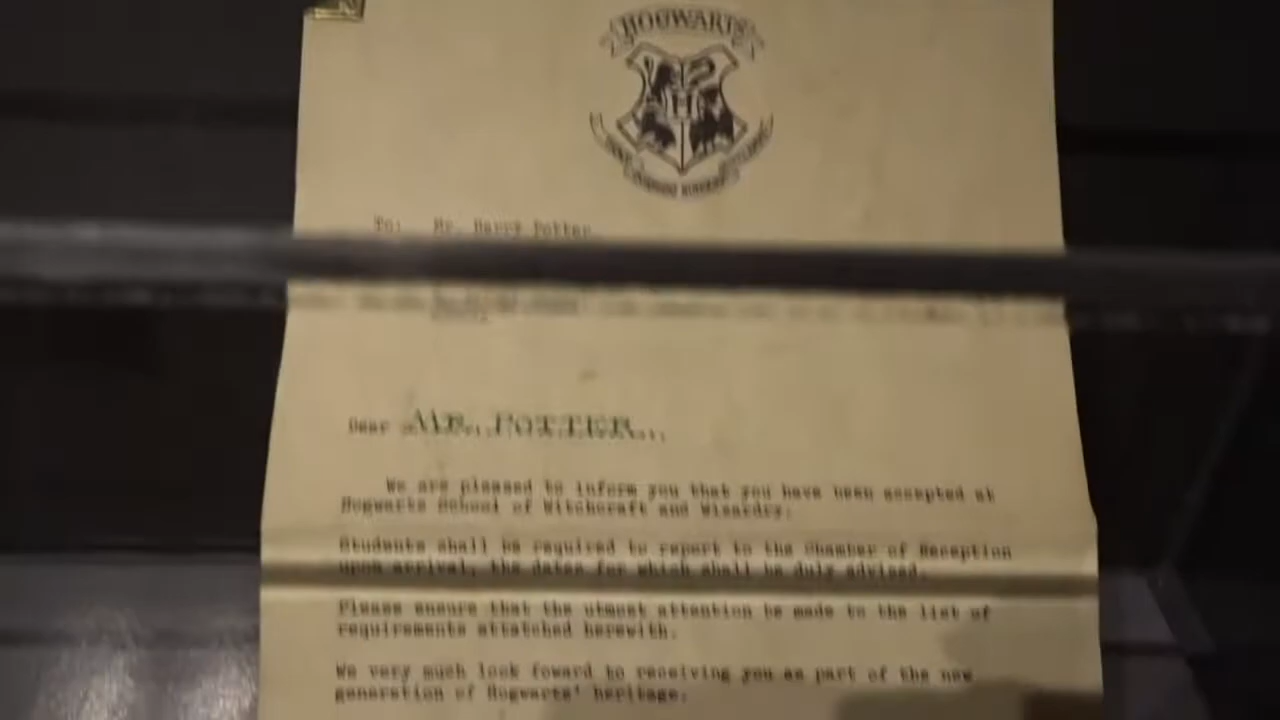 HOGWARTS
H
To: Mr. Harry Potter
Dear MR. POTTER
We are pleased to inform you that you have been accepted at
Hogwarts School of Witchcraft and Wizardry.
Students shall be required to report to the Chamber of Reception
upon arrival, the dates for which shall be duly advised.
Please ensure that the utmost attention be made to the list of
requirements attatched herewith.
We very much look foward to receiving you as part of the new
generation of Hogwarts' heritage.